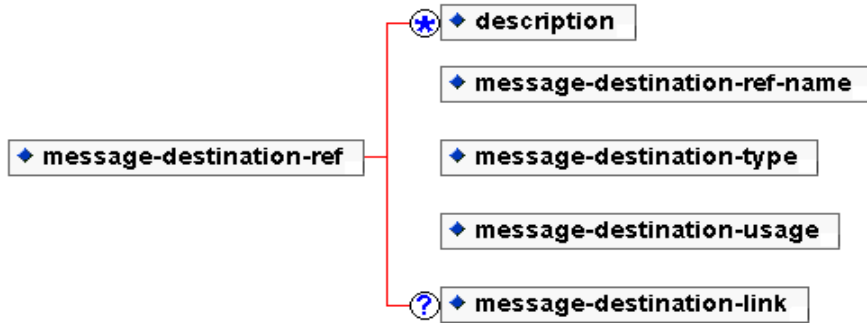 *
description
message-destination-ref-name
message-destination-ref
message-destination-type
message-destination-usage
?
message-destination-link